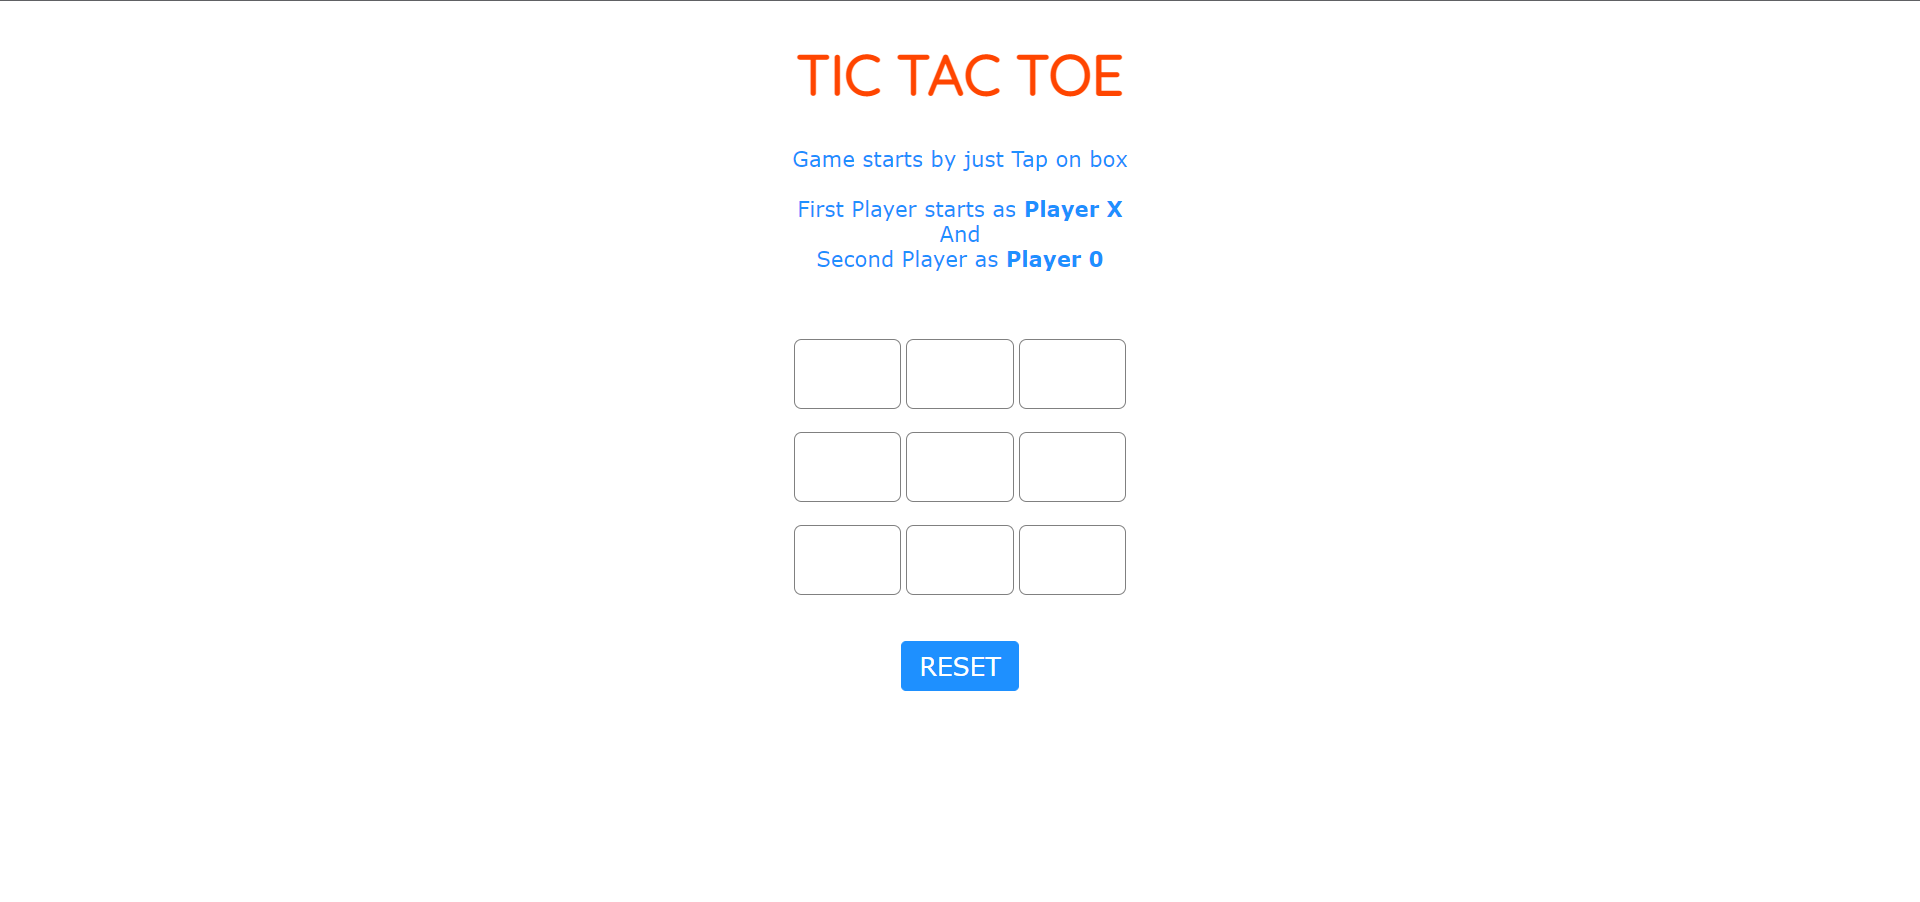 TIC TAC TOE
Game starts by just Tap on box
First Player starts as Player X
And
Second Player as Player 0
RESET